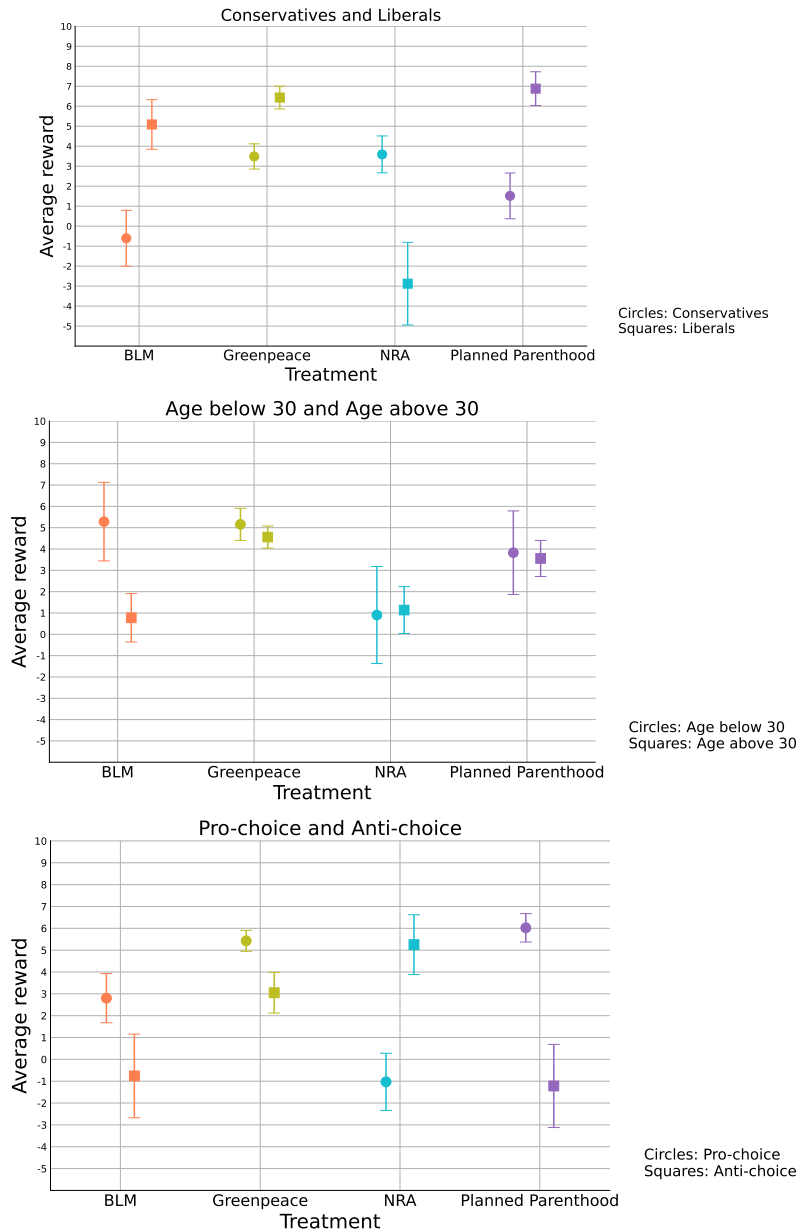 Conservatives and Liberals
10
9
8
7
6
5
4
3
2
1
0
-1
-2
-3
-4
-5
Average reward
BLM Greenpeace NRA Planned Parenthood
Treatment
Circles: Conservatives
Squares: Liberals
Age below 30 and Age above 30
10
9
8
7
6
5
4
3
2
1
0
-1
-2
-3
-4
-5
Average reward
BLM Greenpeace NRA Planned Parenthood
Treatment
Circles: Age below 30
Squares: Age above 30
Pro-choice and Anti-choice
10
9
8
7
6
5
4
3
2
1
0
-1
-2
-3
-4
-5
Average reward
BLM Greenpeace NRA Planned Parenthood
Treatment
Circles: Pro-choice
Squares: Anti-choice